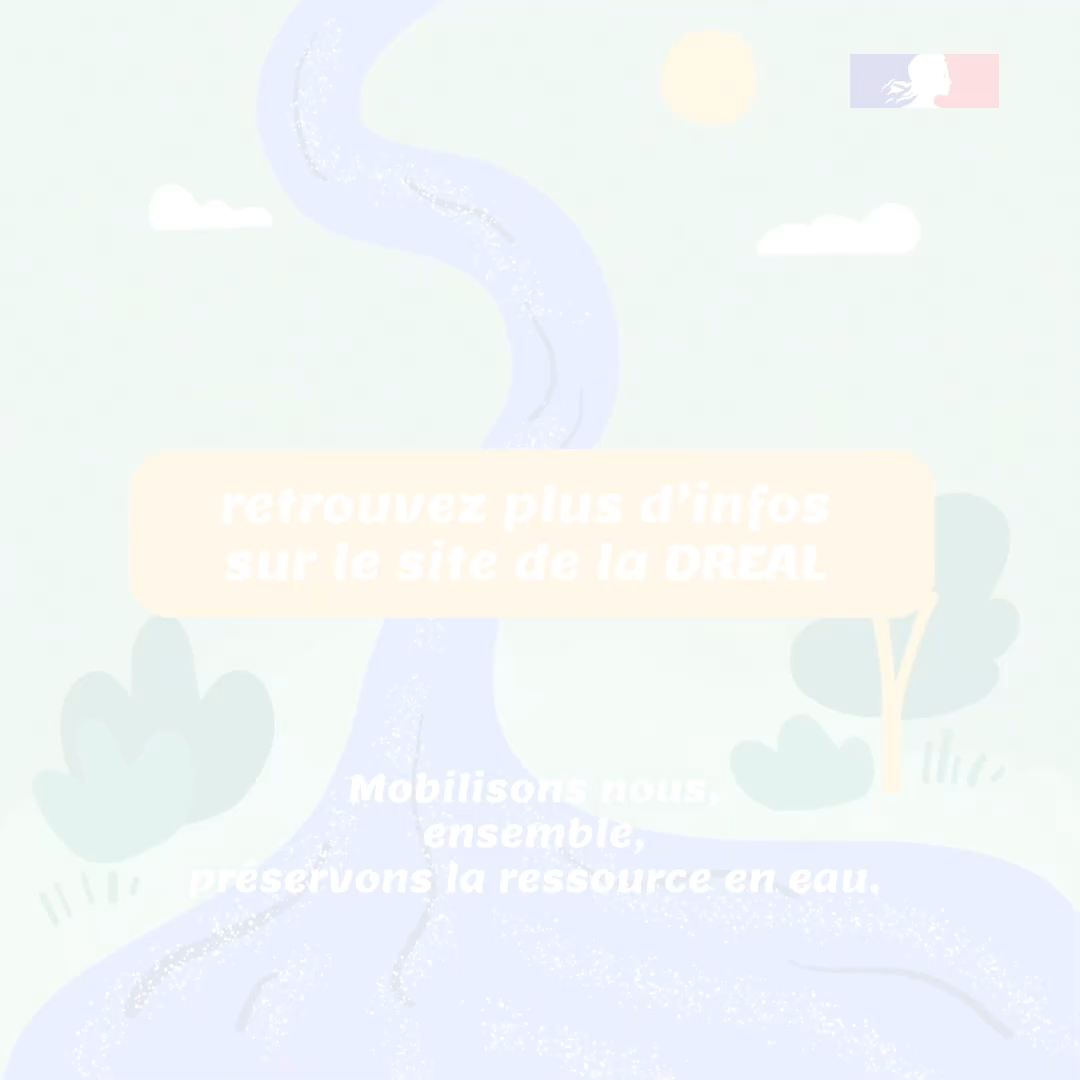 retrouvez plus d'infos
sur le site de la DREAL
Mobilisons nous,
ensemble,
préservons la ressource en eau.